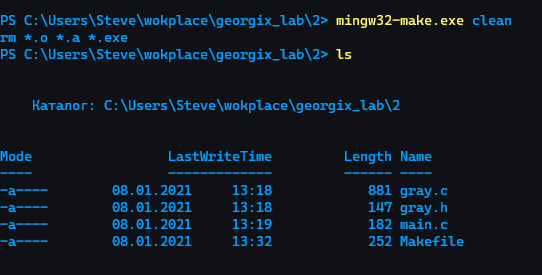 PS C:\Users\Steve\wokplace\georgix_lab\2> mingw32-make.exe clean
rm *.o *.a *.exe
PS C:\Users\Steve\wokplace\georgix_lab\2> ls
Каталог: C:\Users\Steve\wokplace\georgix_lab\2
Mode LastWriteTime Length Name
---- ------------- ------ ----
-a---- 08.01.2021 13:18 881 gray.c
-a---- 08.01.2021 13:18 147 gray.h
-a---- 08.01.2021 13:19 182 main.c
-a---- 08.01.2021 13:32 252 Makefile